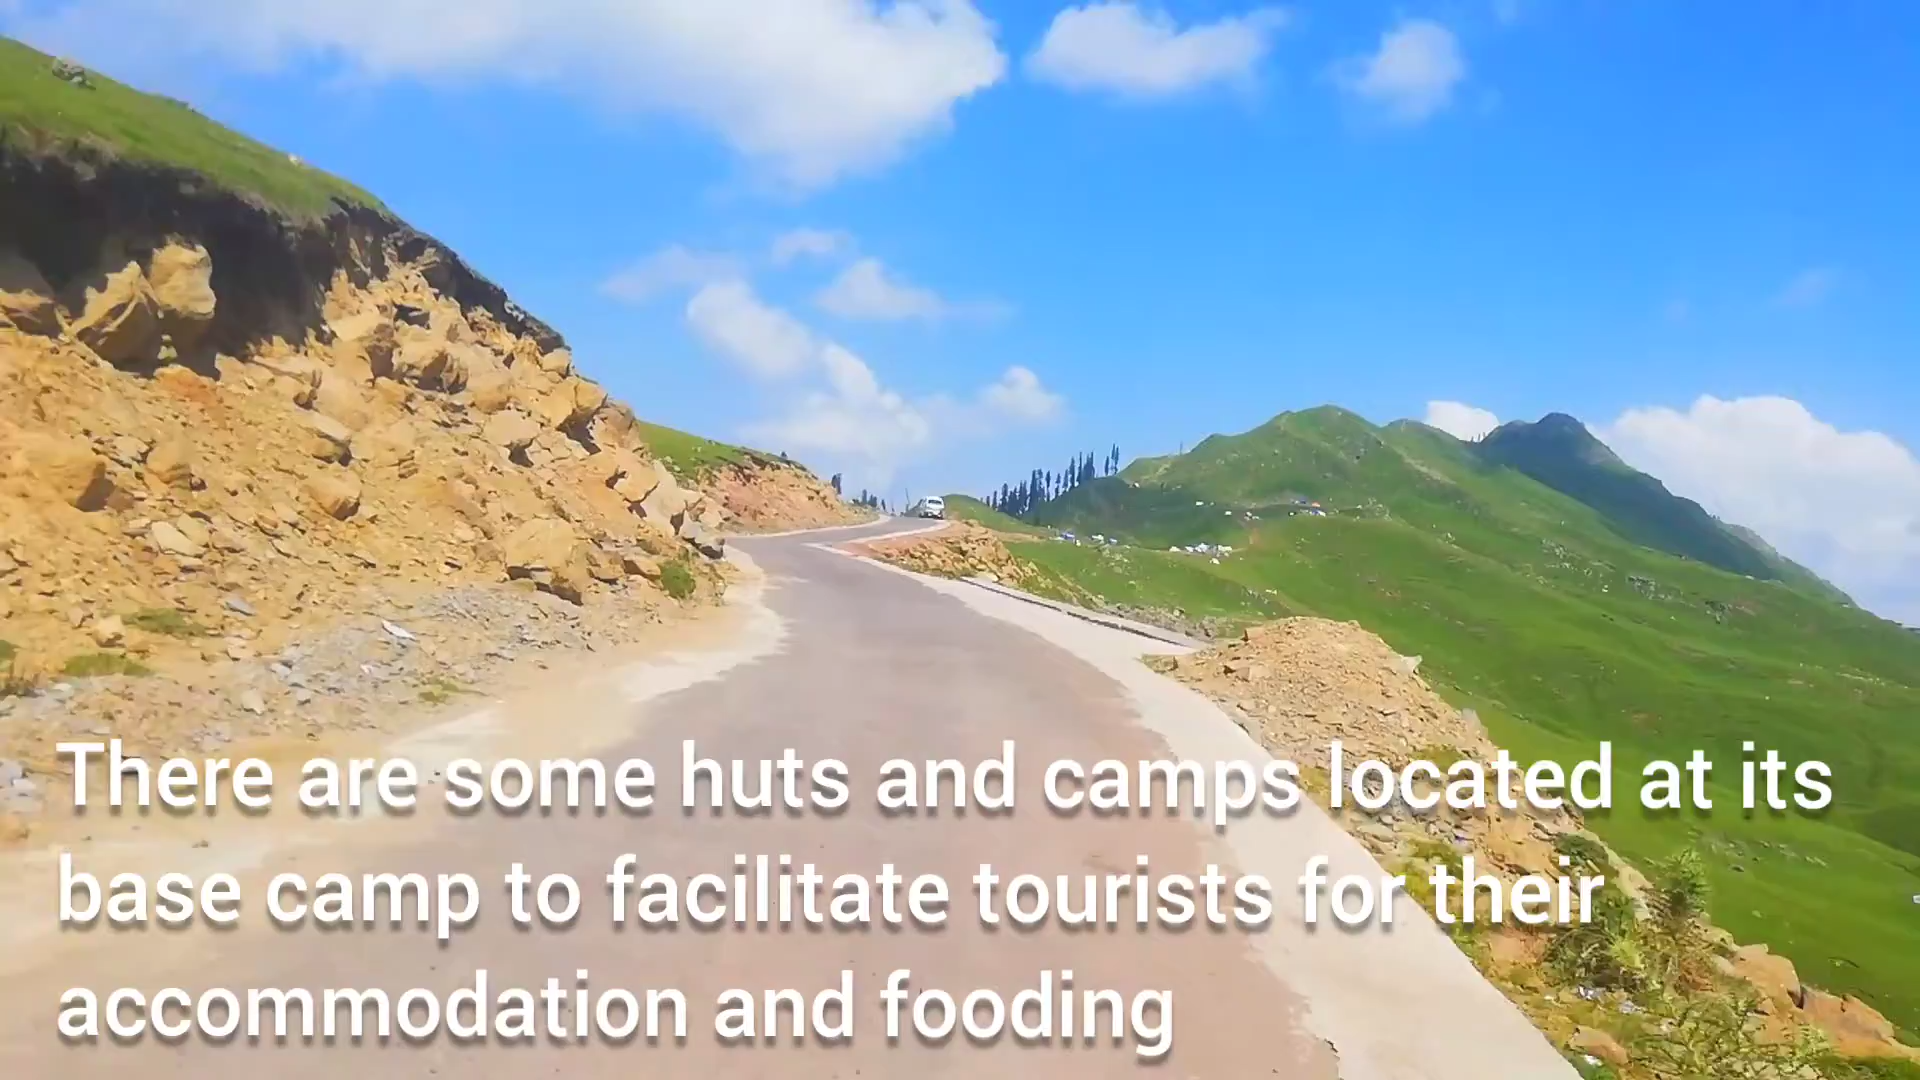 There are some huts and camps located at its
base camp to facilitate tourists for their
accommodation and fooding